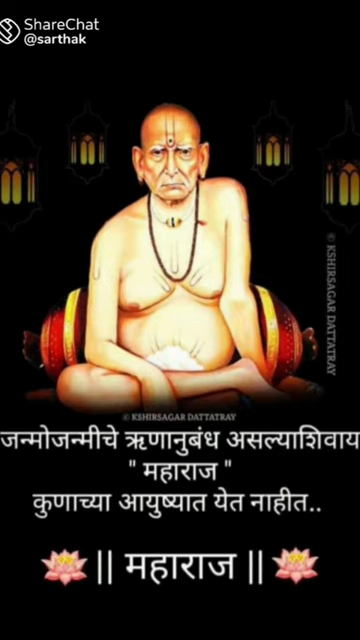 ShareChat
@sarthak
© KSHIRSAGAR DATTATRAY
© KSHIRSAGAR DATTATRAY
जन्मोजन्मीचे ऋणानुबंध असल्याशिवाय
" महाराज "
कुणाच्या आयुष्यात येत नाहीत..
|| महाराज ||